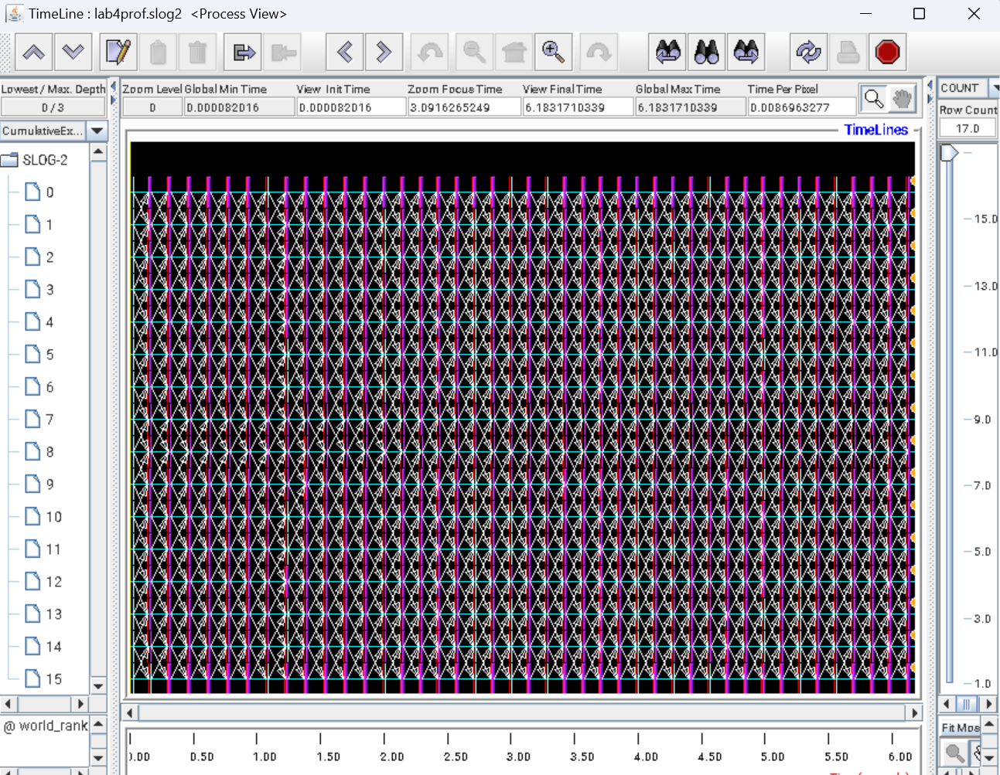 TimeLine : lab4prof.slog2 <Process View>
Lowest / Max. Depth
0 / 3
Zoom Level
0
Global Min Time
0.000082016
View Init Time
0.000082016
Zoom Focus Time
3.0916265249
View Final Time
6.1831710339
Global Max Time
6.1831710339
Time Per Pixel
0.0086963277
COUNT
Row Count
17.0
CumulativeEx...
TimeLines
SLOG-2
0
1
2
3
4
5
6
7
8
9
10
11
12
13
14
15
15.0
13.0
11.0
9.0
7.0
5.0
3.0
1.0
@ world_rank
Fit Mos
).00 0.50 1.00 1.50 2.00 2.50 3.00 3.50 4.00 4.50 5.00 5.50 6.00